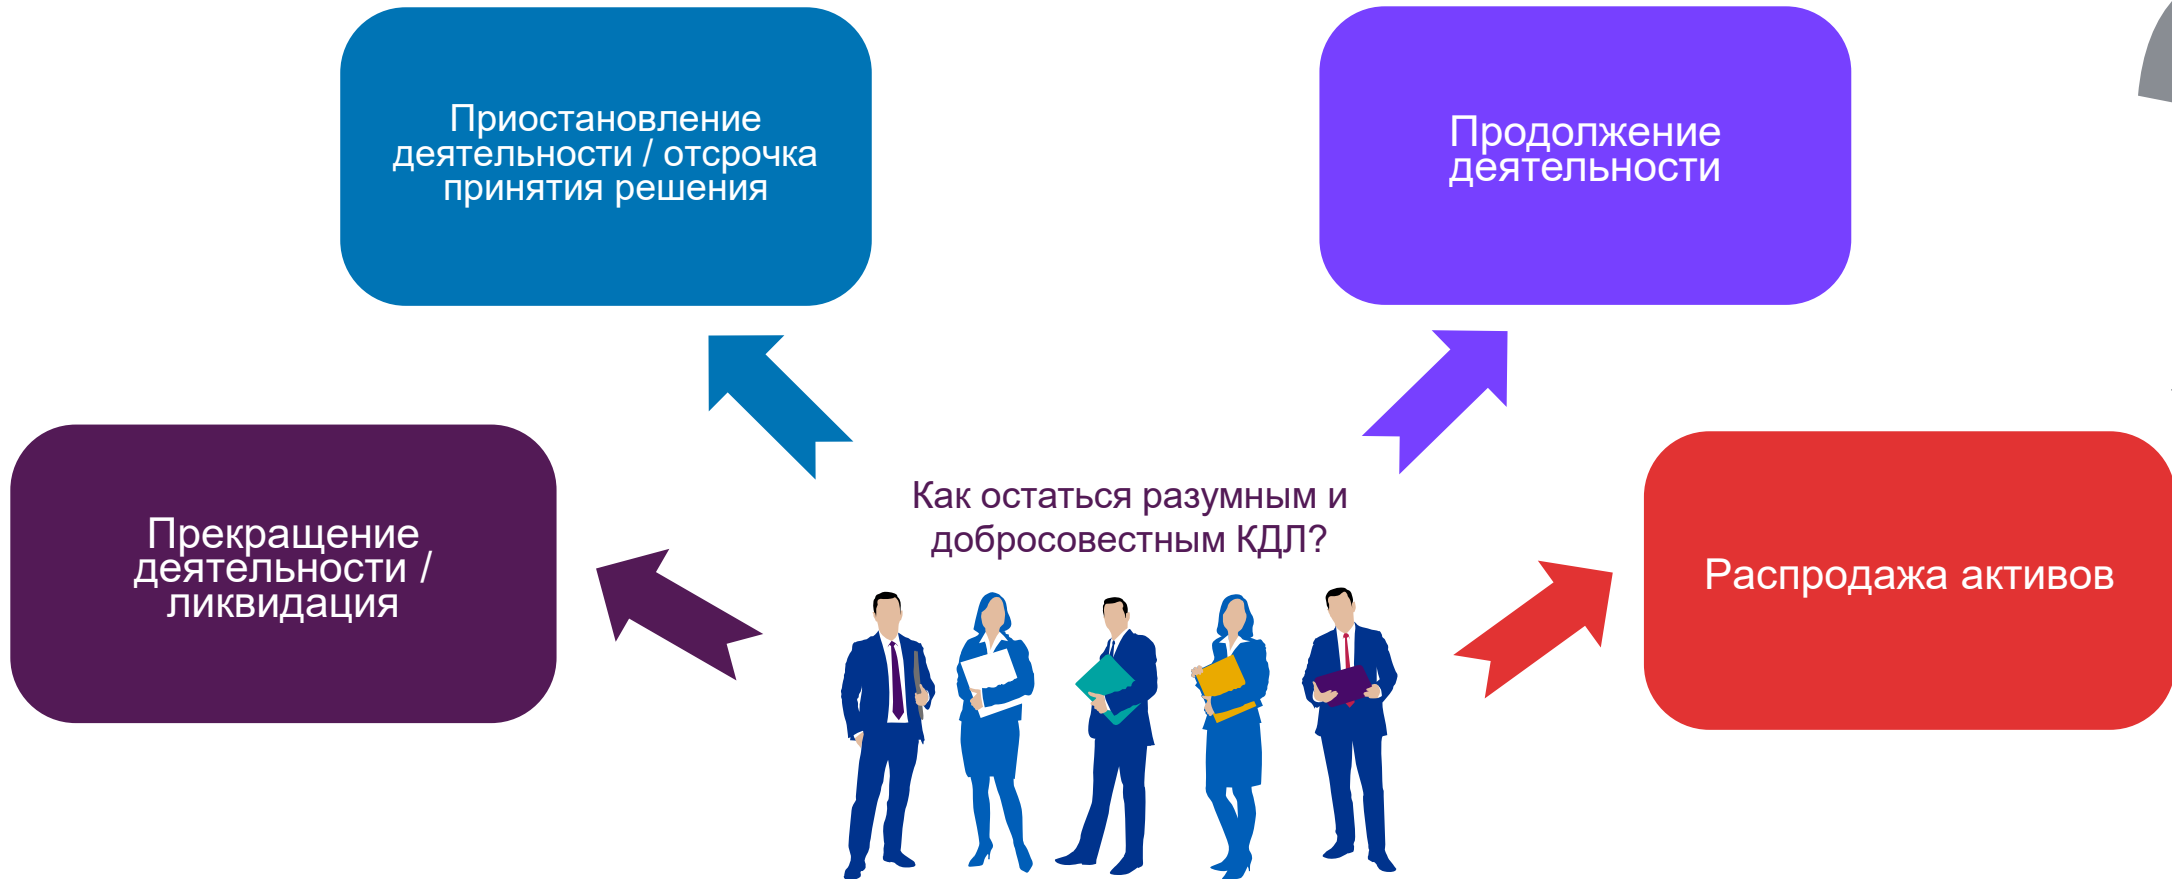 Приостановление
деятельности / отсрочка
принятия решения
Продолжение
деятельности
Прекращение
деятельности /
ликвидация
Как остаться разумным и
добросовестным КДЛ?
Распродажа активов